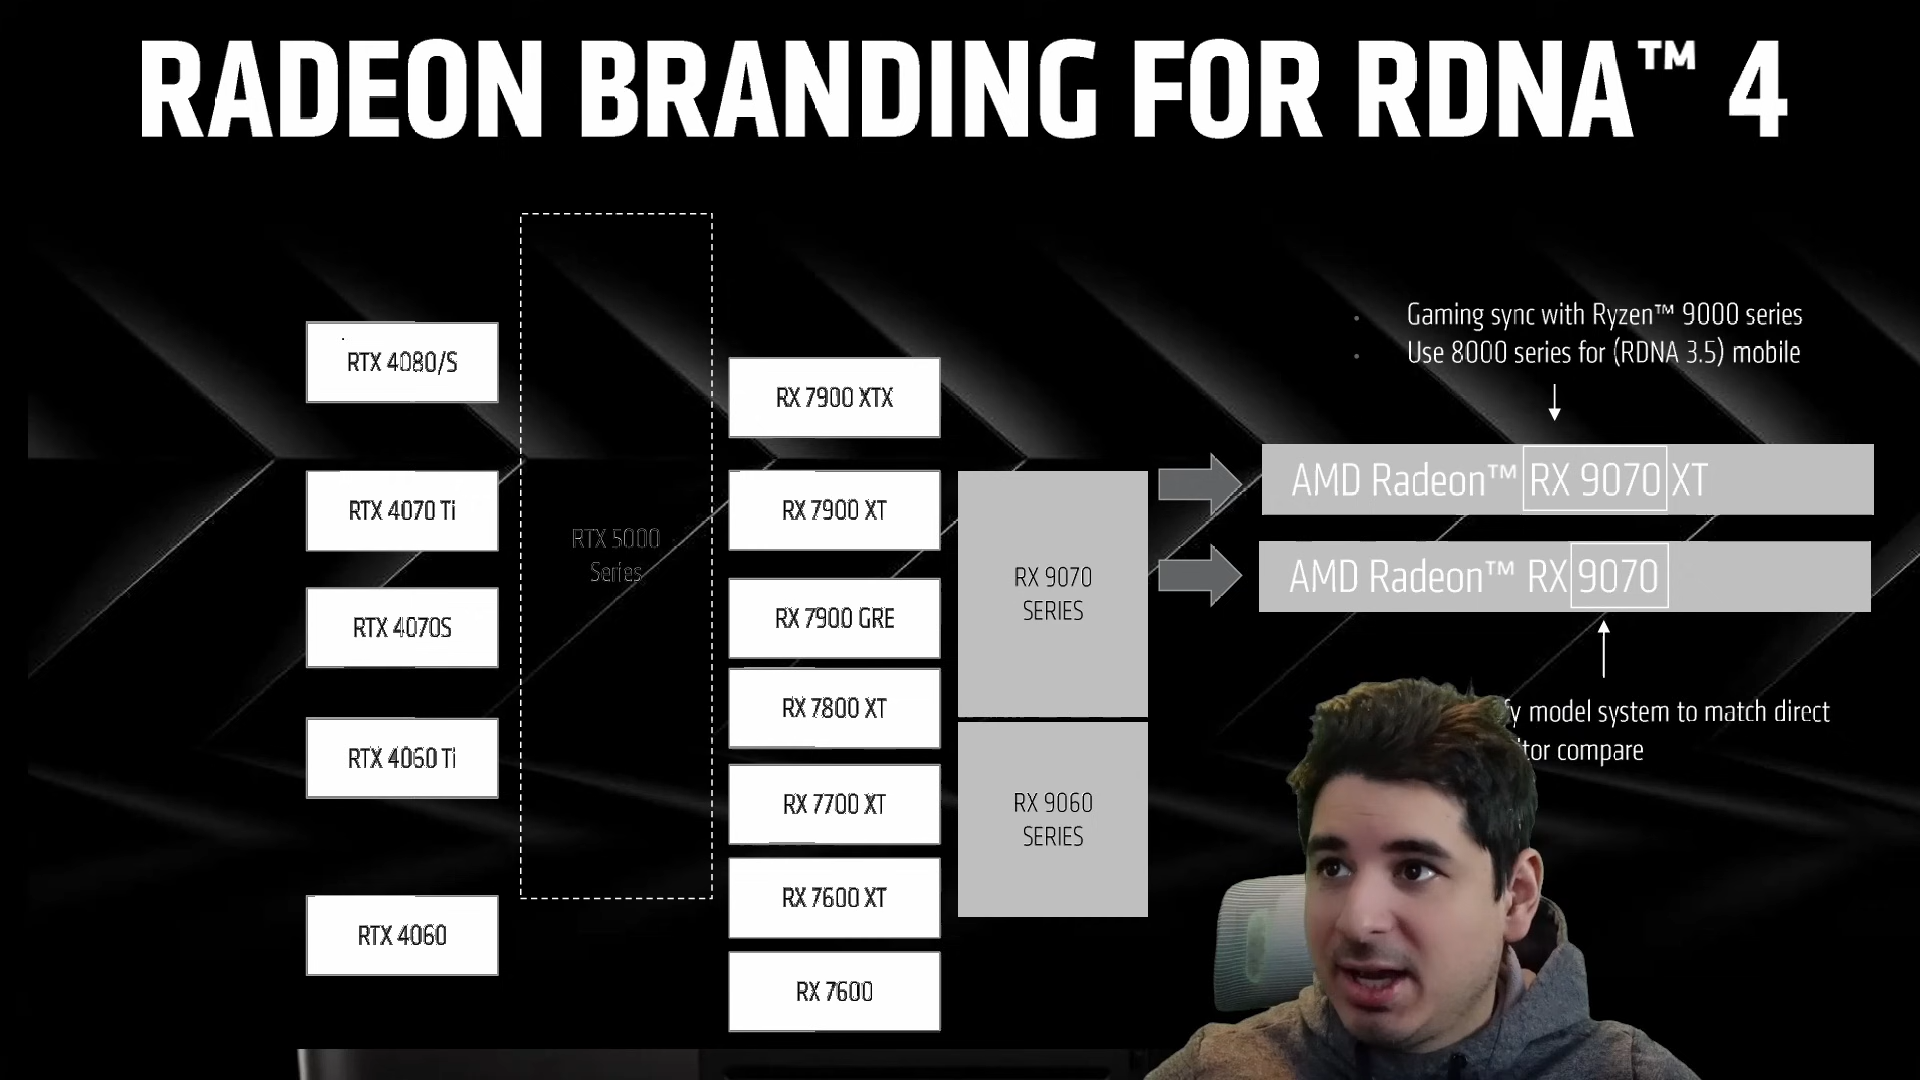 RADEON BRANDING FOR RDNA™ 4
RTX 4080/S
RTX 4070 Ti
RTX 4070S
RTX 4060 Ti
RTX 4060
RTX 5000
Series
RX 7900 XTX
RX 7900 XT
RX 7900 GRE
RX 7800 XT
RX 7700 XT
RX 7600 XT
RX 7600
RX 9070
SERIES
RX 9060
SERIES
Gaming sync with Ryzen™ 9000 series
Use 8000 series for (RDNA 3.5) mobile
AMD Radeon™ RX 9070 XT
AMD Radeon™ RX 9070
model system to match direct
compare